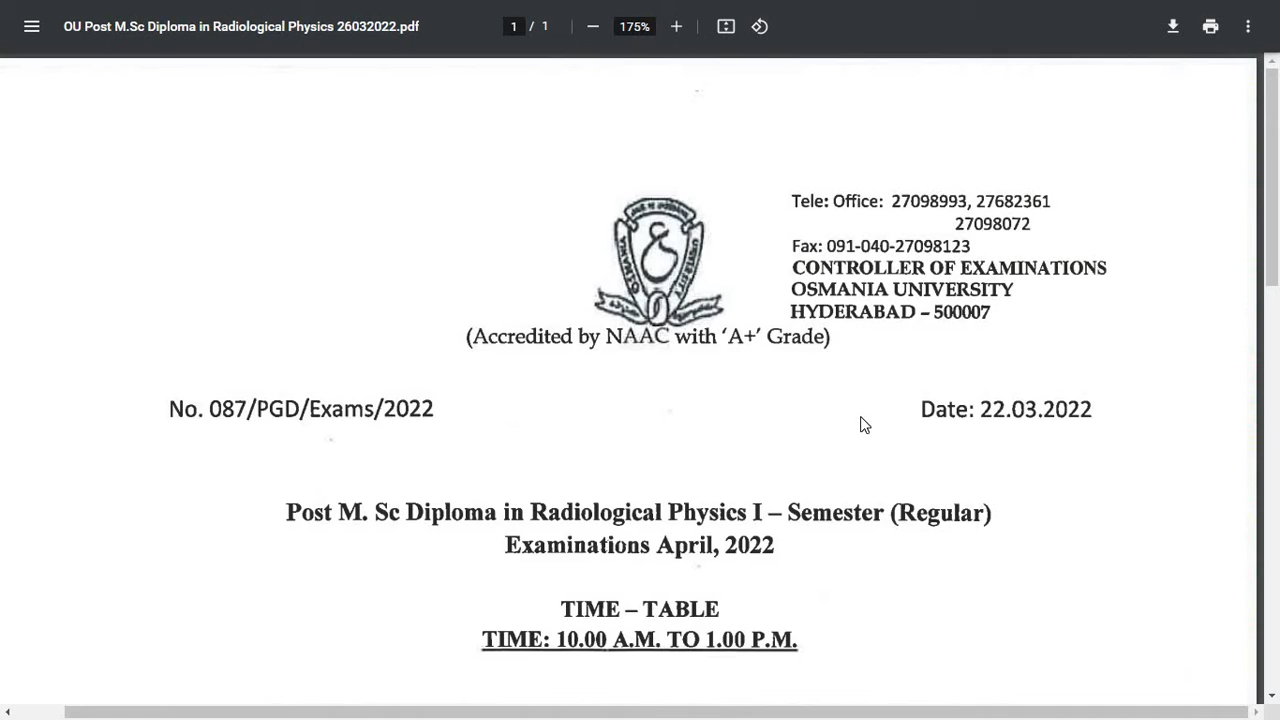 OU Post M.Sc Diploma in Radiological Physics 26032022.pdf
1 / 1
175%
Tele: Office: 27098993, 27682361
27098072
Fax: 091-040-27098123
CONTROLLER OF EXAMINATIONS
OSMANIA UNIVERSITY
HYDERABAD – 500007
OSMANIA
UNIVERSITY
(Accredited by NAAC with ‘A+’ Grade)
No. 087/PGD/Exams/2022
Date: 22.03.2022
Post M. Sc Diploma in Radiological Physics I – Semester (Regular)
Examinations April, 2022
TIME – TABLE
TIME: 10.00 A.M. TO 1.00 P.M.